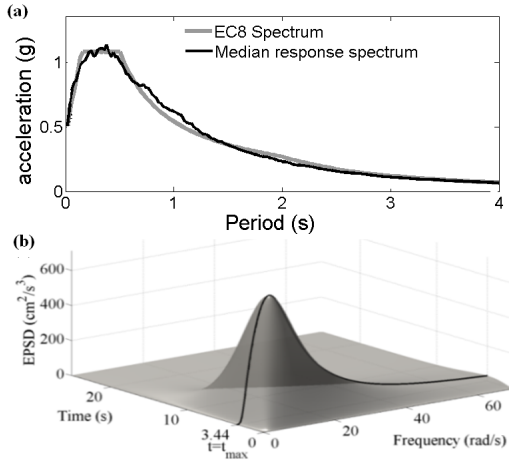 (a)
EC8 Spectrum
Median response spectrum
acceleration (g)
1
0.5
0
0 1 2 3 4
Period (s)
(b)
EPSD (cm²/s³)
600
400
200
0
20
10
0
Time (s)
3.44
t=tmax
0 20 40 60
Frequency (rad/s)